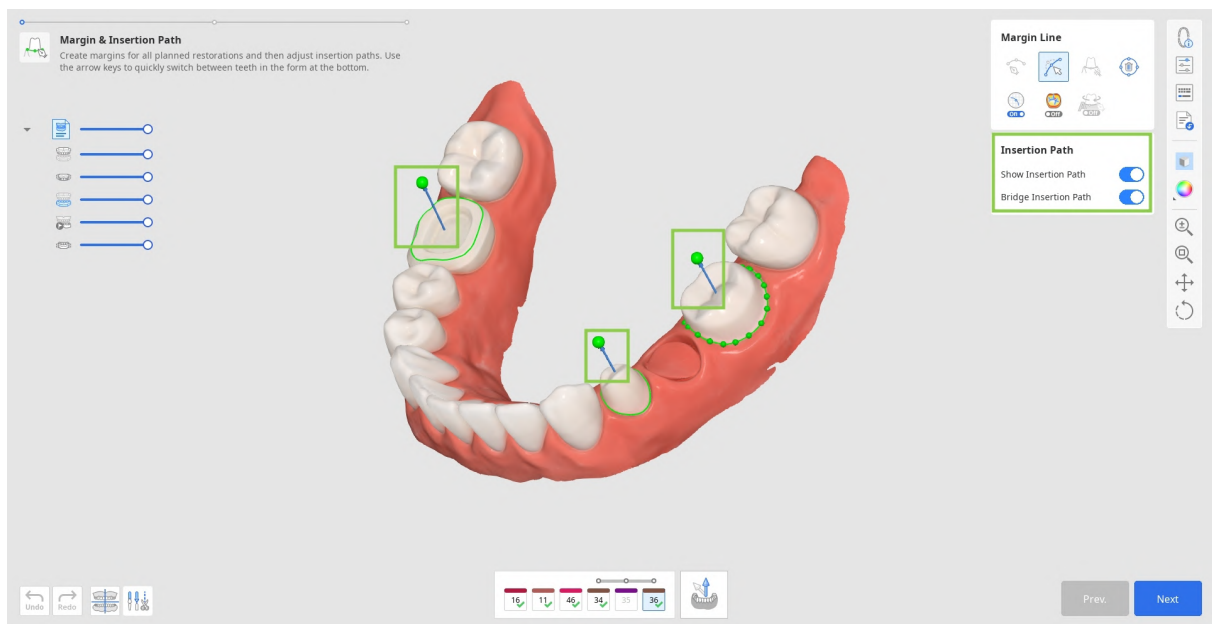 Margin & Insertion Path
Create margins for all planned restorations and then adjust insertion paths. Use
the arrow keys to quickly switch between teeth in the form at the bottom.
Margin Line
ON
OFF
OFF
Insertion Path
Show Insertion Path
Bridge Insertion Path
Undo
Redo
16
11
46
34
35
36
Prev.
Next